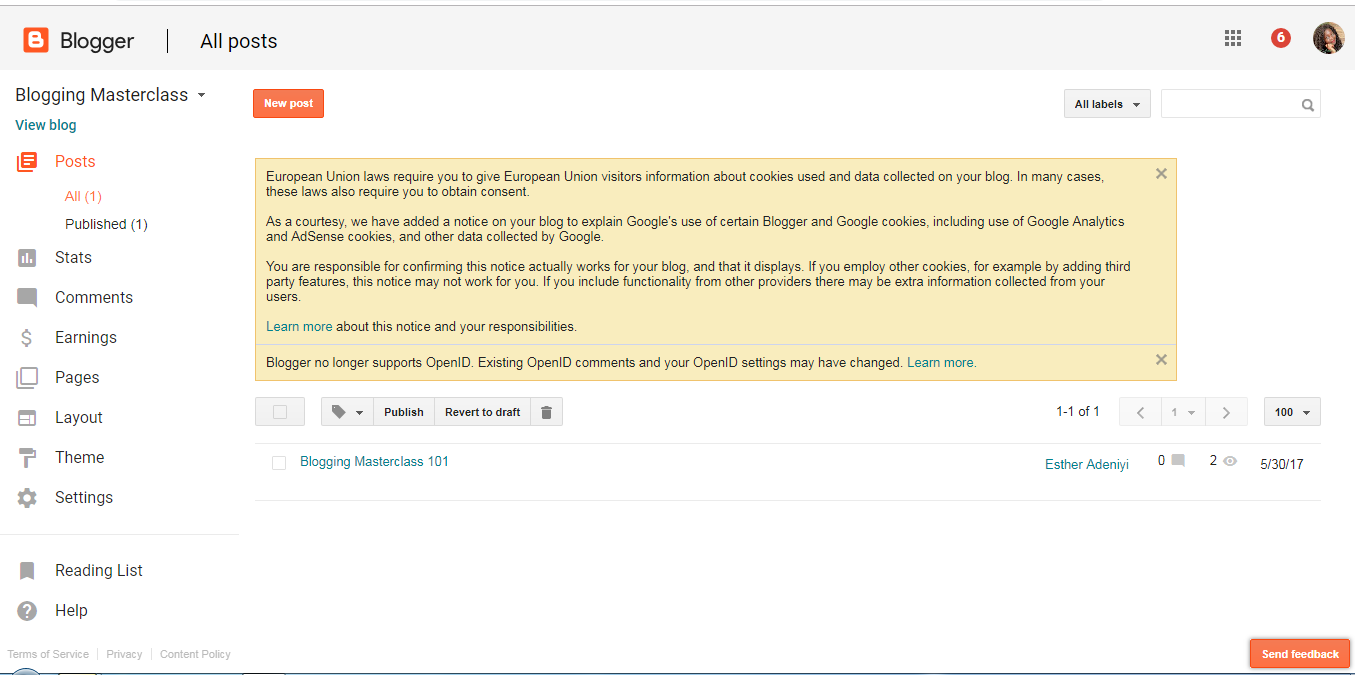 Blogger
All posts
6
Blogging Masterclass
View blog
New post
All labels
Posts
All (1)
Published (1)
Stats
Comments
Earnings
Pages
Layout
Theme
Settings
Reading List
Help
Terms of Service
Privacy
Content Policy
European Union laws require you to give European Union visitors information about cookies used and data collected on your blog. In many cases,
these laws also require you to obtain consent.
As a courtesy, we have added a notice on your blog to explain Google's use of certain Blogger and Google cookies, including use of Google Analytics
and AdSense cookies, and other data collected by Google.
You are responsible for confirming this notice actually works for your blog, and that it displays. If you employ other cookies, for example by adding third
party features, this notice may not work for you. If you include functionality from other providers there may be extra information collected from your
users.
Learn more about this notice and your responsibilities.
Blogger no longer supports OpenID. Existing OpenID comments and your OpenID settings may have changed. Learn more.
Publish
Revert to draft
1-1 of 1
1
100
Blogging Masterclass 101
Esther Adeniyi
0
2
5/30/17
Send feedback